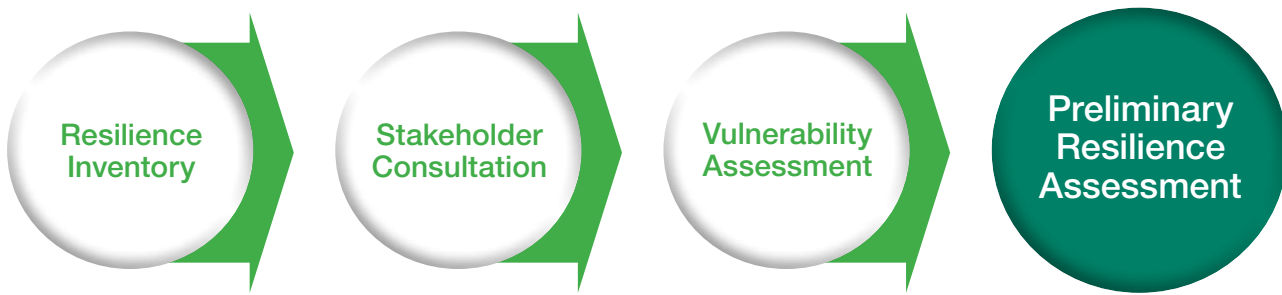 Resilience
Inventory
Stakeholder
Consultation
Vulnerability
Assessment
Preliminary
Resilience
Assessment